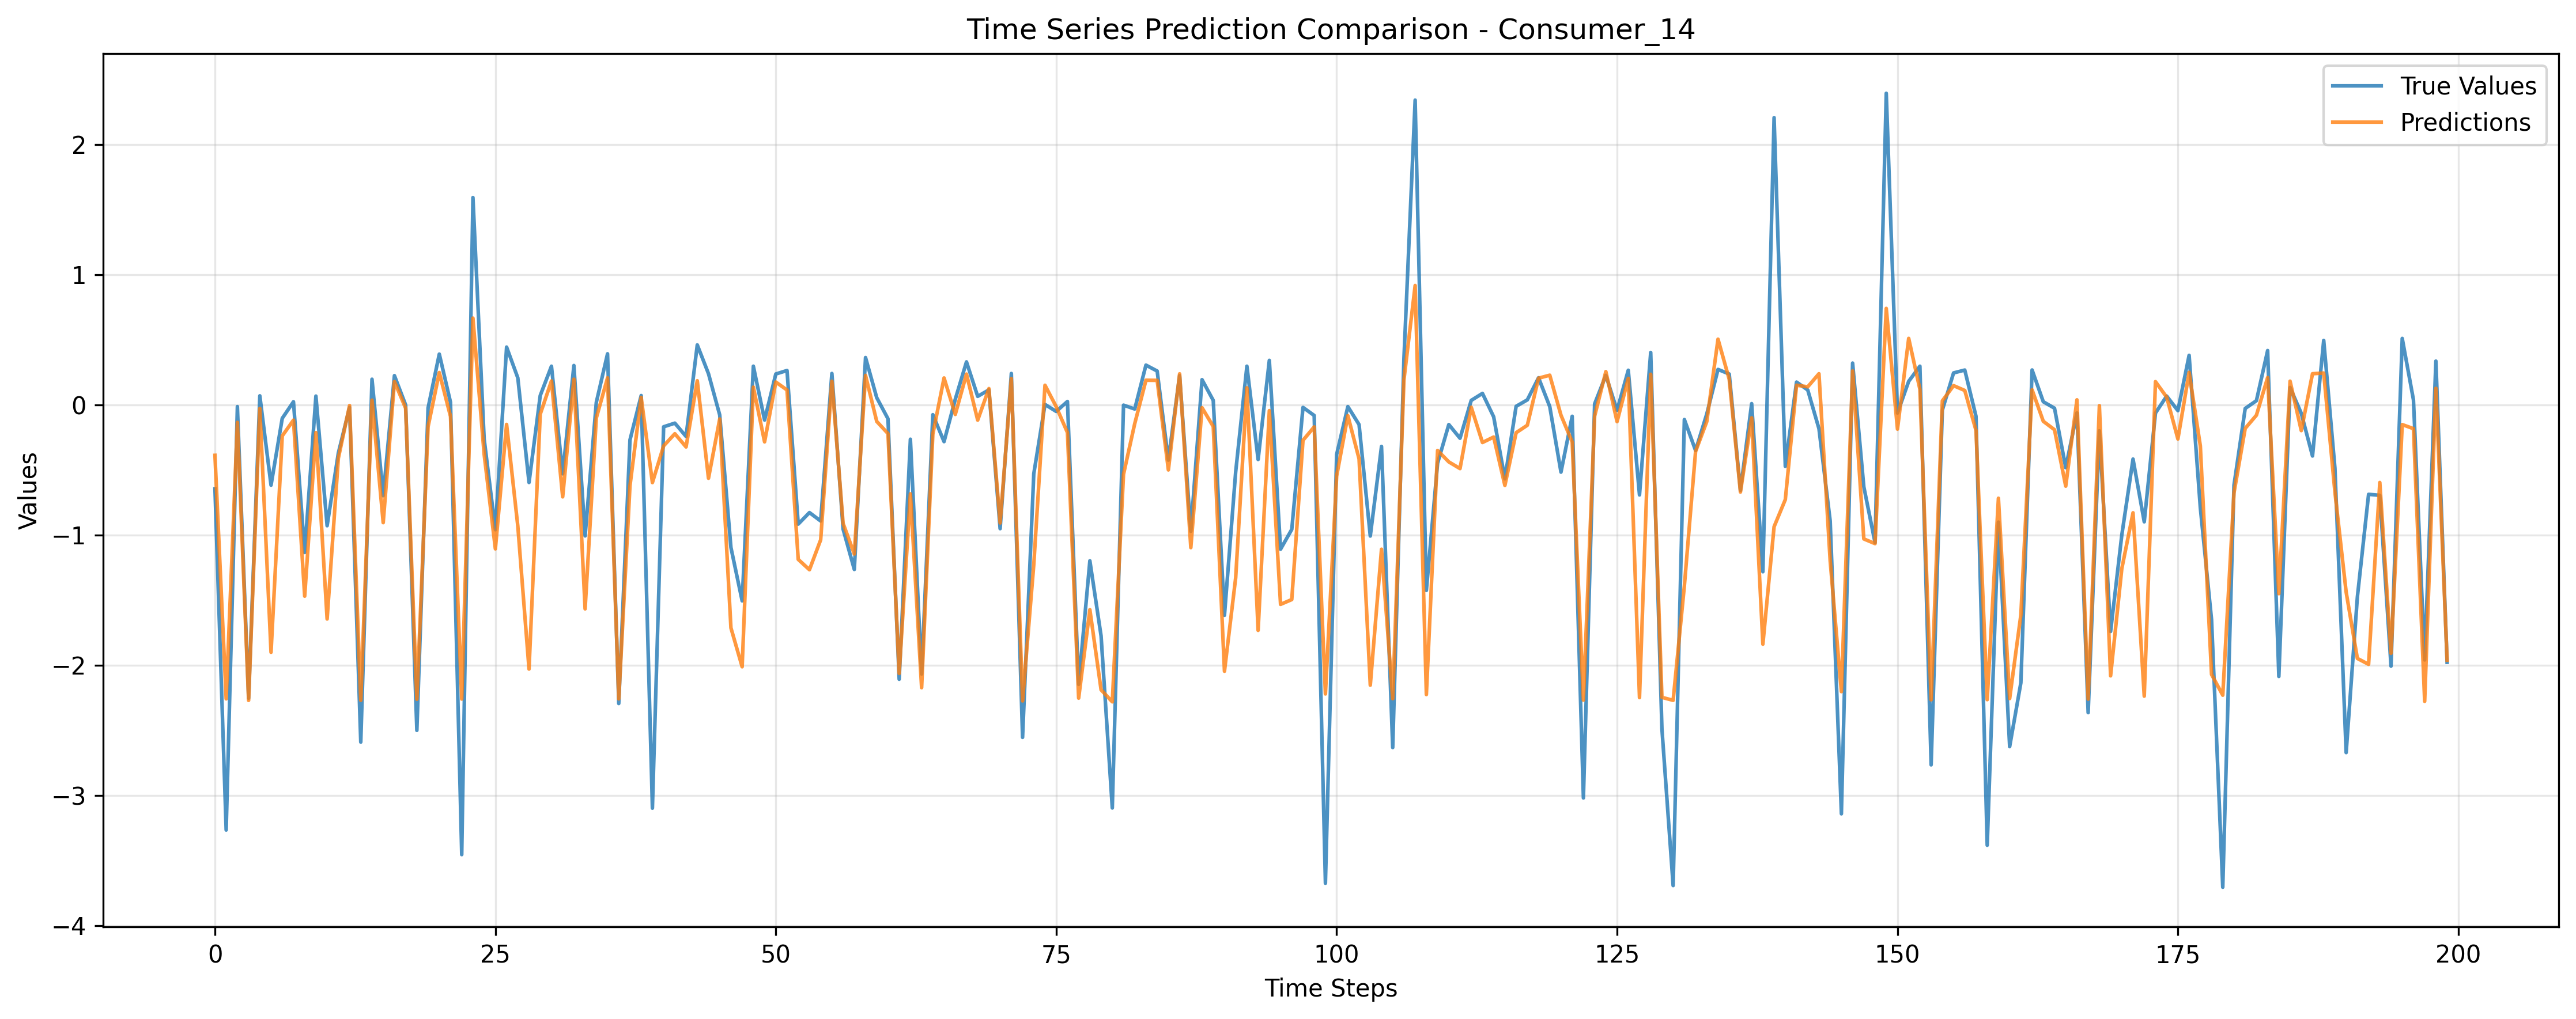 Time Series Prediction Comparison - Consumer_14
True Values
Predictions
Values
2
1
0
−1
−2
−3
−4
0 25 50 75 100 125 150 175 200
Time Steps